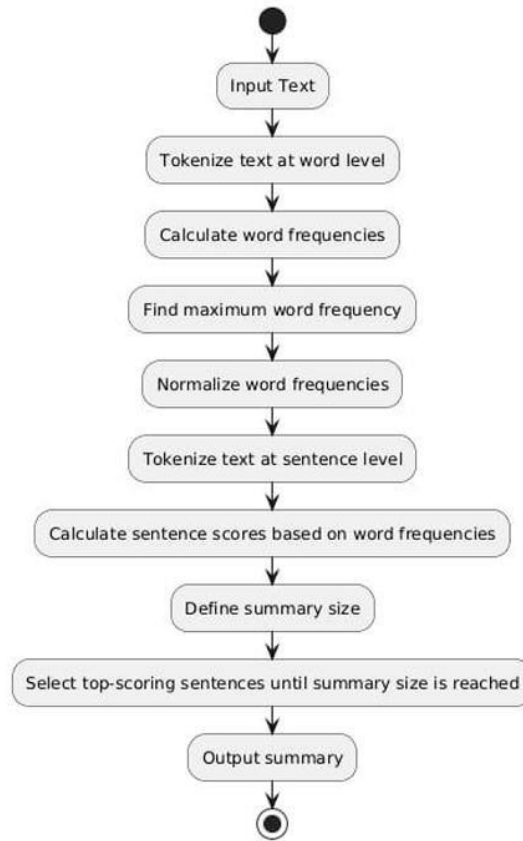 Input Text
Tokenize text at word level
Calculate word frequencies
Find maximum word frequency
Normalize word frequencies
Tokenize text at sentence level
Calculate sentence scores based on word frequencies
Define summary size
Select top-scoring sentences until summary size is reached
Output summary